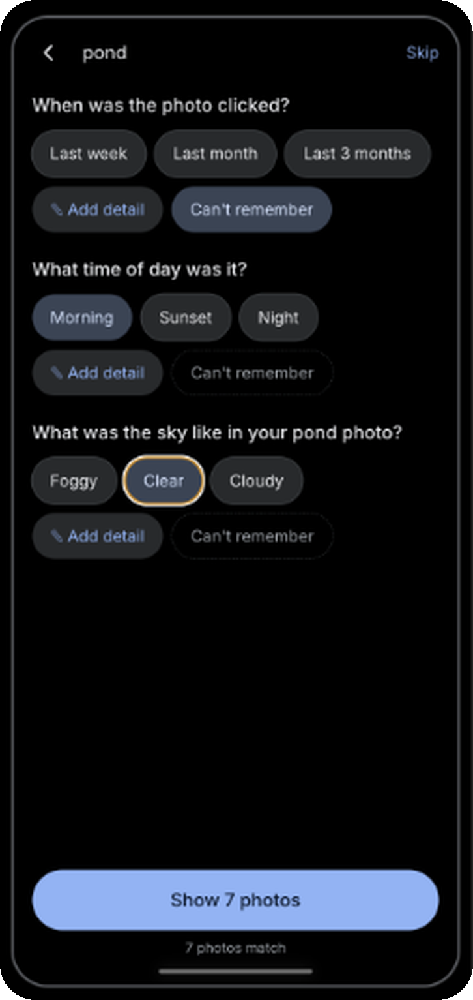 pond Skip
When was the photo clicked?
Last week Last month Last 3 months
Add detail Can't remember
What time of day was it?
Morning Sunset Night
Add detail Can't remember
What was the sky like in your pond photo?
Foggy Clear Cloudy
Add detail Can't remember
Show 7 photos
7 photos match